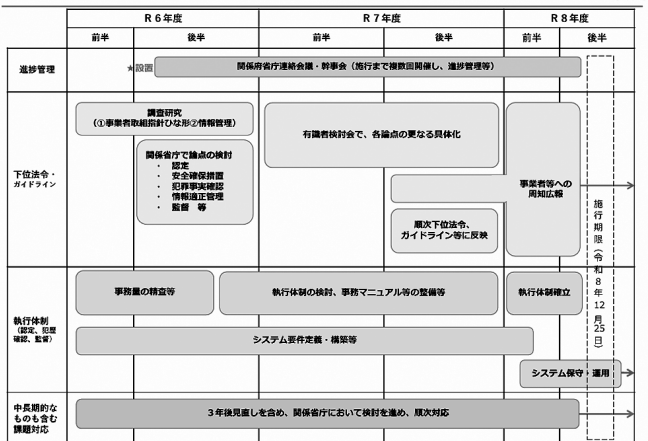 R6年度 R7年度 R8年度
前半 後半 前半 後半 前半 後半
進捗管理
★設置
関係府省庁連絡会議・幹事会（施行まで複数回開催し、進捗管理等）
下位法令・
ガイドライン
調査研究
（①事業者取組指針ひな形②情報管理）
関係省庁で論点の検討
・ 認定
・ 安全確保措置
・ 犯罪事実確認
・ 情報適正管理
・ 監督 等
有識者検討会で、各論点の更なる具体化
順次下位法令、
ガイドライン等に反映
事業者等への
周知広報
施行期限（令和8年12月25日）
執行体制
（認定、犯歴
確認、監督）
事務量の精査等
執行体制の検討、事務マニュアル等の整備等
執行体制確立
システム要件定義・構築等
システム保守・運用
中長期的な
ものも含む
課題対応
３年後見直しを含め、関係省庁において検討を進め、順次対応